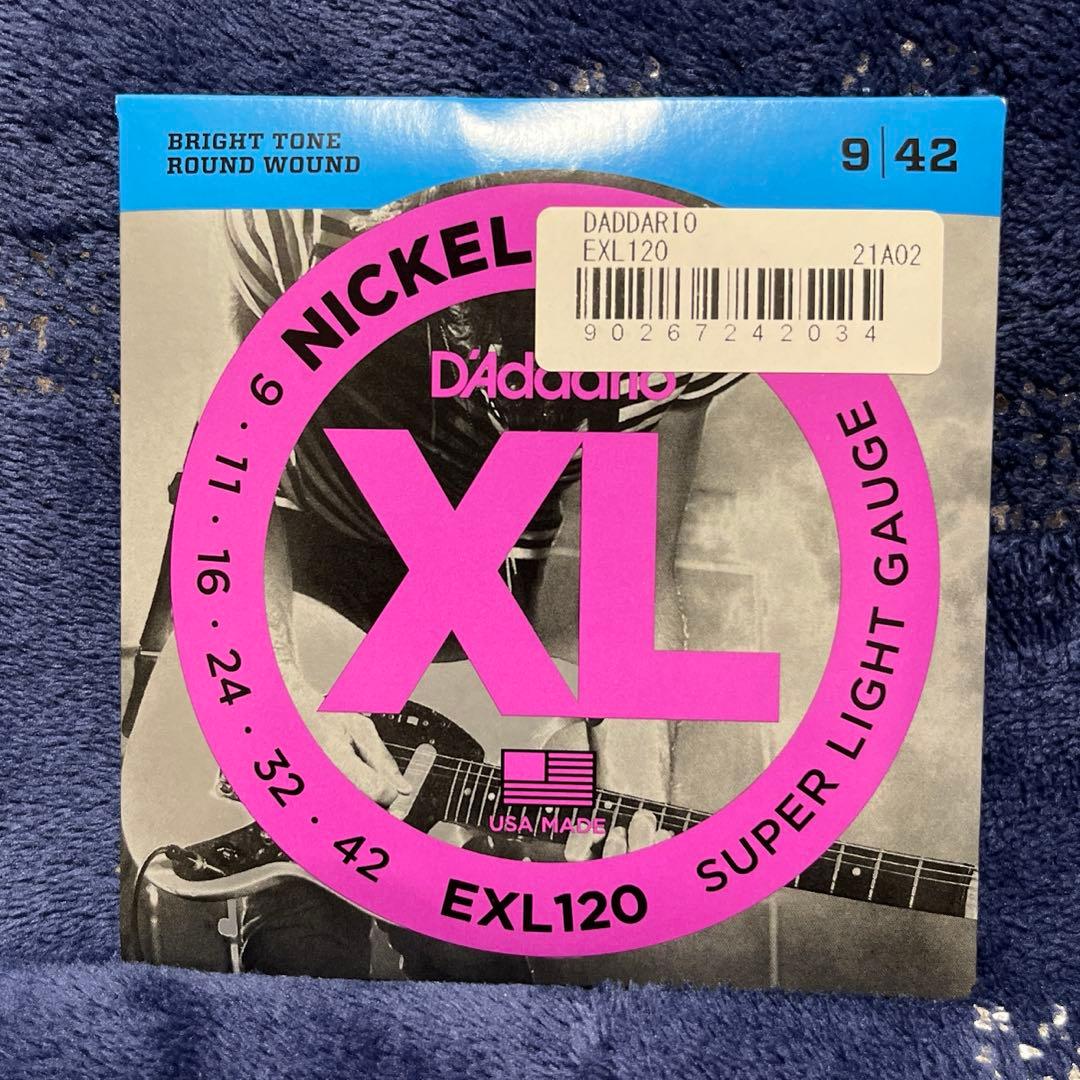 BRIGHT TONE
ROUND WOUND
9|42
DADDARIO
EXL120 21A02
90267242034
NICKEL
D'Addario
XL
9 · 11 · 16 · 24 · 32 · 42
SUPER LIGHT GAUGE
USA MADE
EXL120